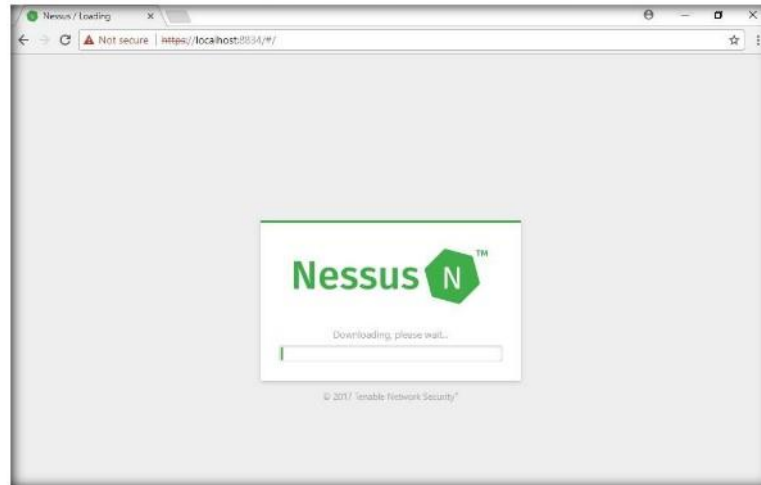 Nessus / Loading
Not secure | https://localhost:8834/#/
Nessus N ™
Downloading, please wait...
© 2017 Tenable Network Security®